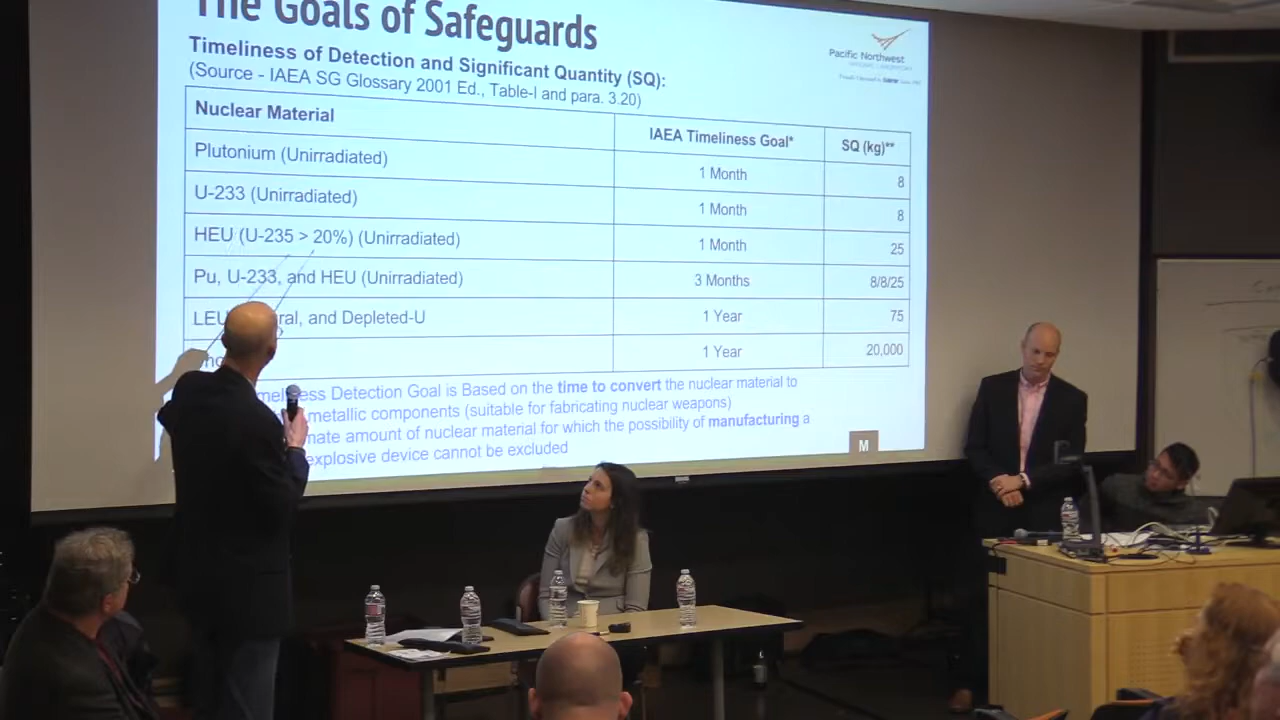 The Goals of Safeguards
Pacific Northwest
NATIONAL LABORATORY
Timeliness of Detection and Significant Quantity (SQ):
(Source - IAEA SG Glossary 2001 Ed., Table-I and para. 3.20)
Nuclear Material IAEA Timeliness Goal* SQ (kg)**
Plutonium (Unirradiated) 1 Month 8
U-233 (Unirradiated) 1 Month 8
HEU (U-235 > 20%) (Unirradiated) 1 Month 25
Pu, U-233, and HEU (Unirradiated) 3 Months 8/8/25
LEU ral, and Depleted-U 1 Year 75
1 Year 20,000
Detection Goal is Based on the time to convert the nuclear material to
metallic components (suitable for fabricating nuclear weapons)
mate amount of nuclear material for which the possibility of manufacturing a
explosive device cannot be excluded
M